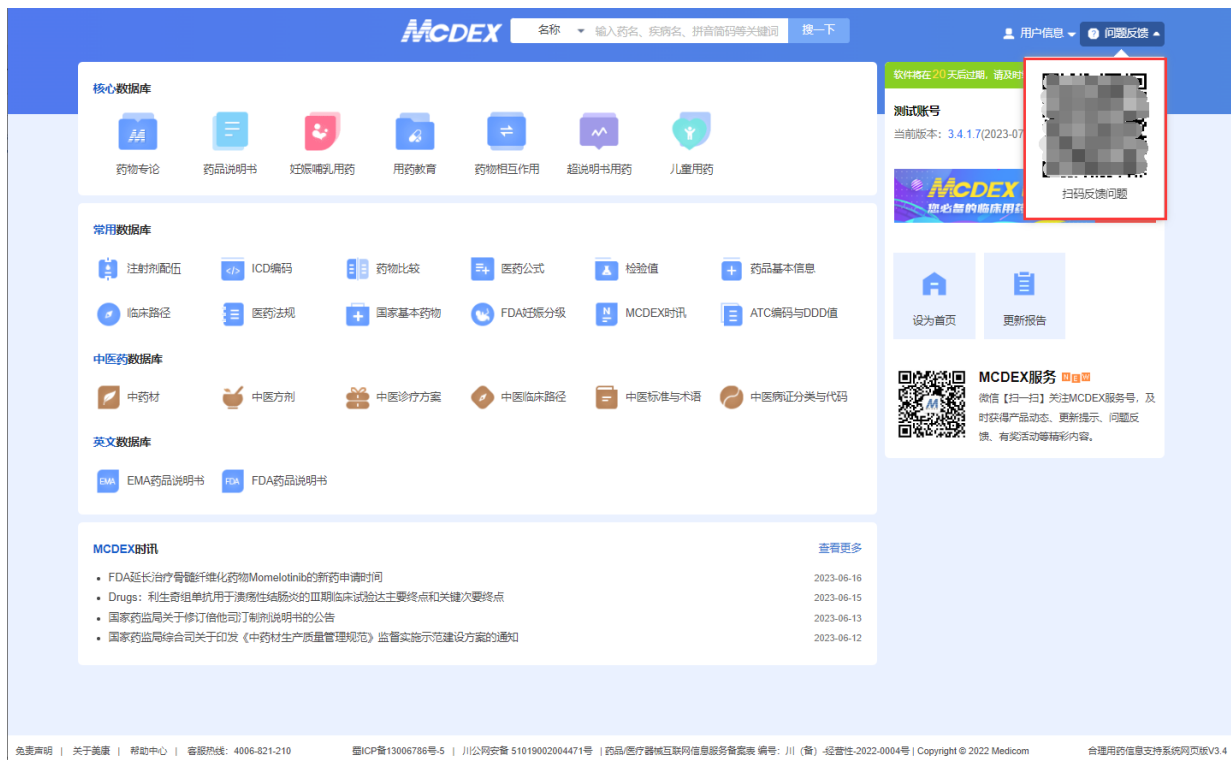 MCDEX
名称
输入药名、疾病名、拼音简码等关键词
搜一下
用户信息
问题反馈
扫码反馈问题
核心数据库
药物专论
药品说明书
妊娠哺乳用药
用药教育
药物相互作用
超说明书用药
儿童用药
常用数据库
注射剂配伍
ICD编码
药物比较
医药公式
检验值
药品基本信息
临床路径
医药法规
国家基本药物
FDA妊娠分级
MCDEX时讯
ATC编码与DDD值
中医药数据库
中药材
中医方剂
中医诊疗方案
中医临床路径
中医标准与术语
中医病证分类与代码
英文数据库
EMA
EMA药品说明书
FDA
FDA药品说明书
MCDEX时讯
查看更多
FDA延长治疗骨髓纤维化药物Momelotinib的新药申请时间
2023-06-16
Drugs：利生奇组单抗用于溃疡性结肠炎的III期临床试验达主要终点和关键次要终点
2023-06-15
国家药监局关于修订倍他司汀制剂说明书的公告
2023-06-13
国家药监局综合司关于印发《中药材生产质量管理规范》监督实施示范建设方案的通知
2023-06-12
软件将在20天后过期，请及时
测试账号
当前版本：3.4.1.7(2023-07
MCDEX
您必备的临床用药
设为首页
更新报告
MCDEX服务 NEW
微信【扫一扫】关注MCDEX服务号，及
时获得产品动态、更新提示、问题反
馈、有奖活动等精彩内容。
免责声明 | 关于美康 | 帮助中心 | 客服热线：4006-821-210
蜀ICP备13006786号-5 | 川公网安备 51019002004471号 | 药品/医疗器械互联网信息服务备案表 编号：川（备）-经营性-2022-0004号 | Copyright © 2022 Medicom
合理用药信息支持系统网页版V3.4